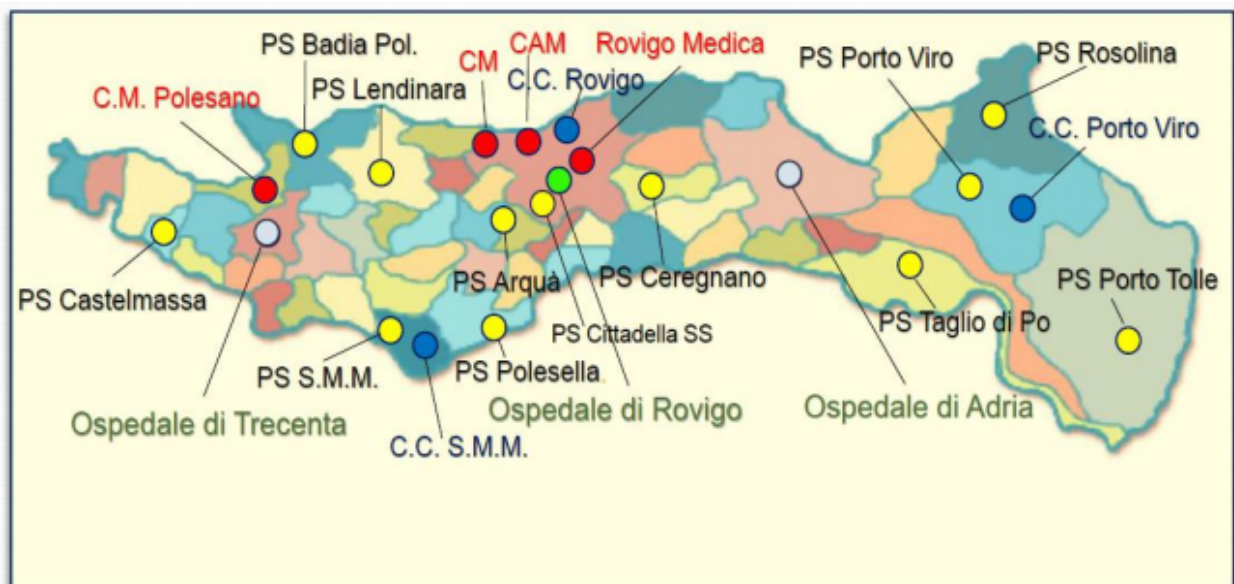 PS Badia Pol.
CAM
Rovigo Medica
CM
C.C. Rovigo
PS Porto Viro
PS Rosolina
C.M. Polesano
PS Lendinara
C.C. Porto Viro
PS Castelmassa
PS Arquà
PS Ceregnano
PS Porto Tolle
PS Cittadella SS
PS Taglio di Po
PS S.M.M.
PS Polesella
Ospedale di Trecenta
Ospedale di Rovigo
Ospedale di Adria
C.C. S.M.M.